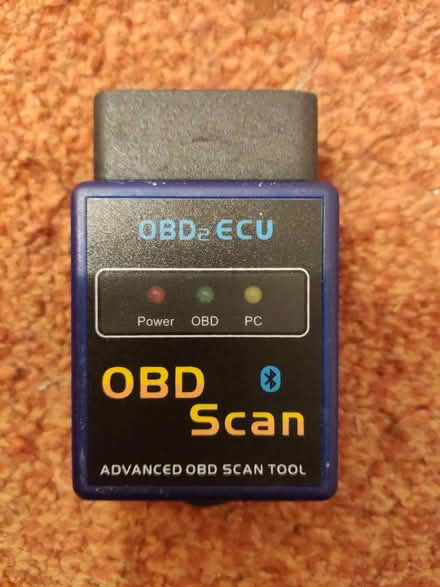 OBD2 ECU
Power OBD PC
OBD
Scan
ADVANCED OBD SCAN TOOL